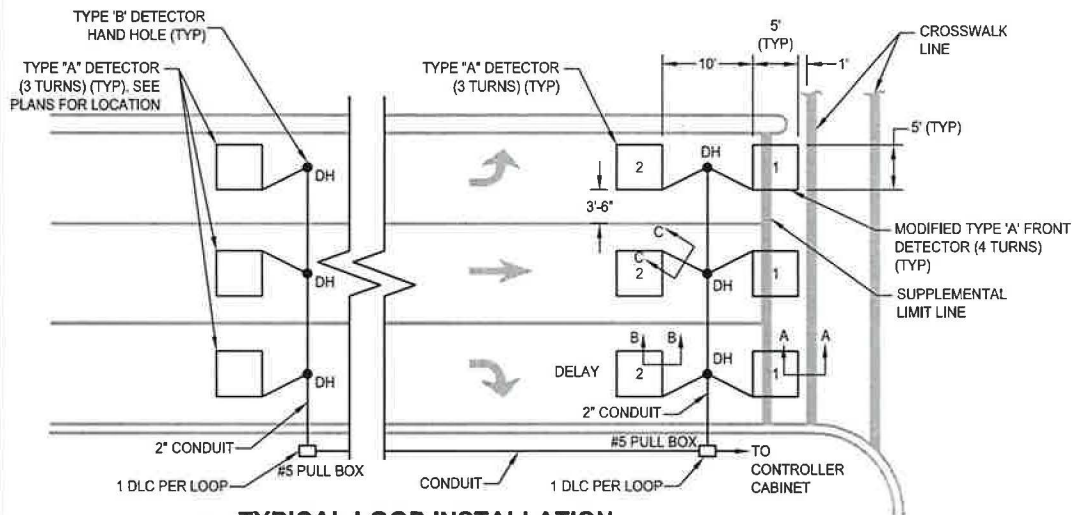 TYPE 'B' DETECTOR
HAND HOLE (TYP)
TYPE "A" DETECTOR
(3 TURNS) (TYP), SEE
PLANS FOR LOCATION
TYPE "A" DETECTOR
(3 TURNS) (TYP)
5'
(TYP)
10'
1'
CROSSWALK
LINE
5' (TYP)
DH
2
DH
1
3'-6"
MODIFIED TYPE 'A' FRONT
DETECTOR (4 TURNS)
(TYP)
C
C
DH
2
DH
1
SUPPLEMENTAL
LIMIT LINE
B
B
A
A
DH
DELAY
2
DH
1
2" CONDUIT
2" CONDUIT
#5 PULL BOX
#5 PULL BOX
1 DLC PER LOOP
CONDUIT
1 DLC PER LOOP
TO
CONTROLLER
CABINET
TYPICAL LOOP INSTALLATION